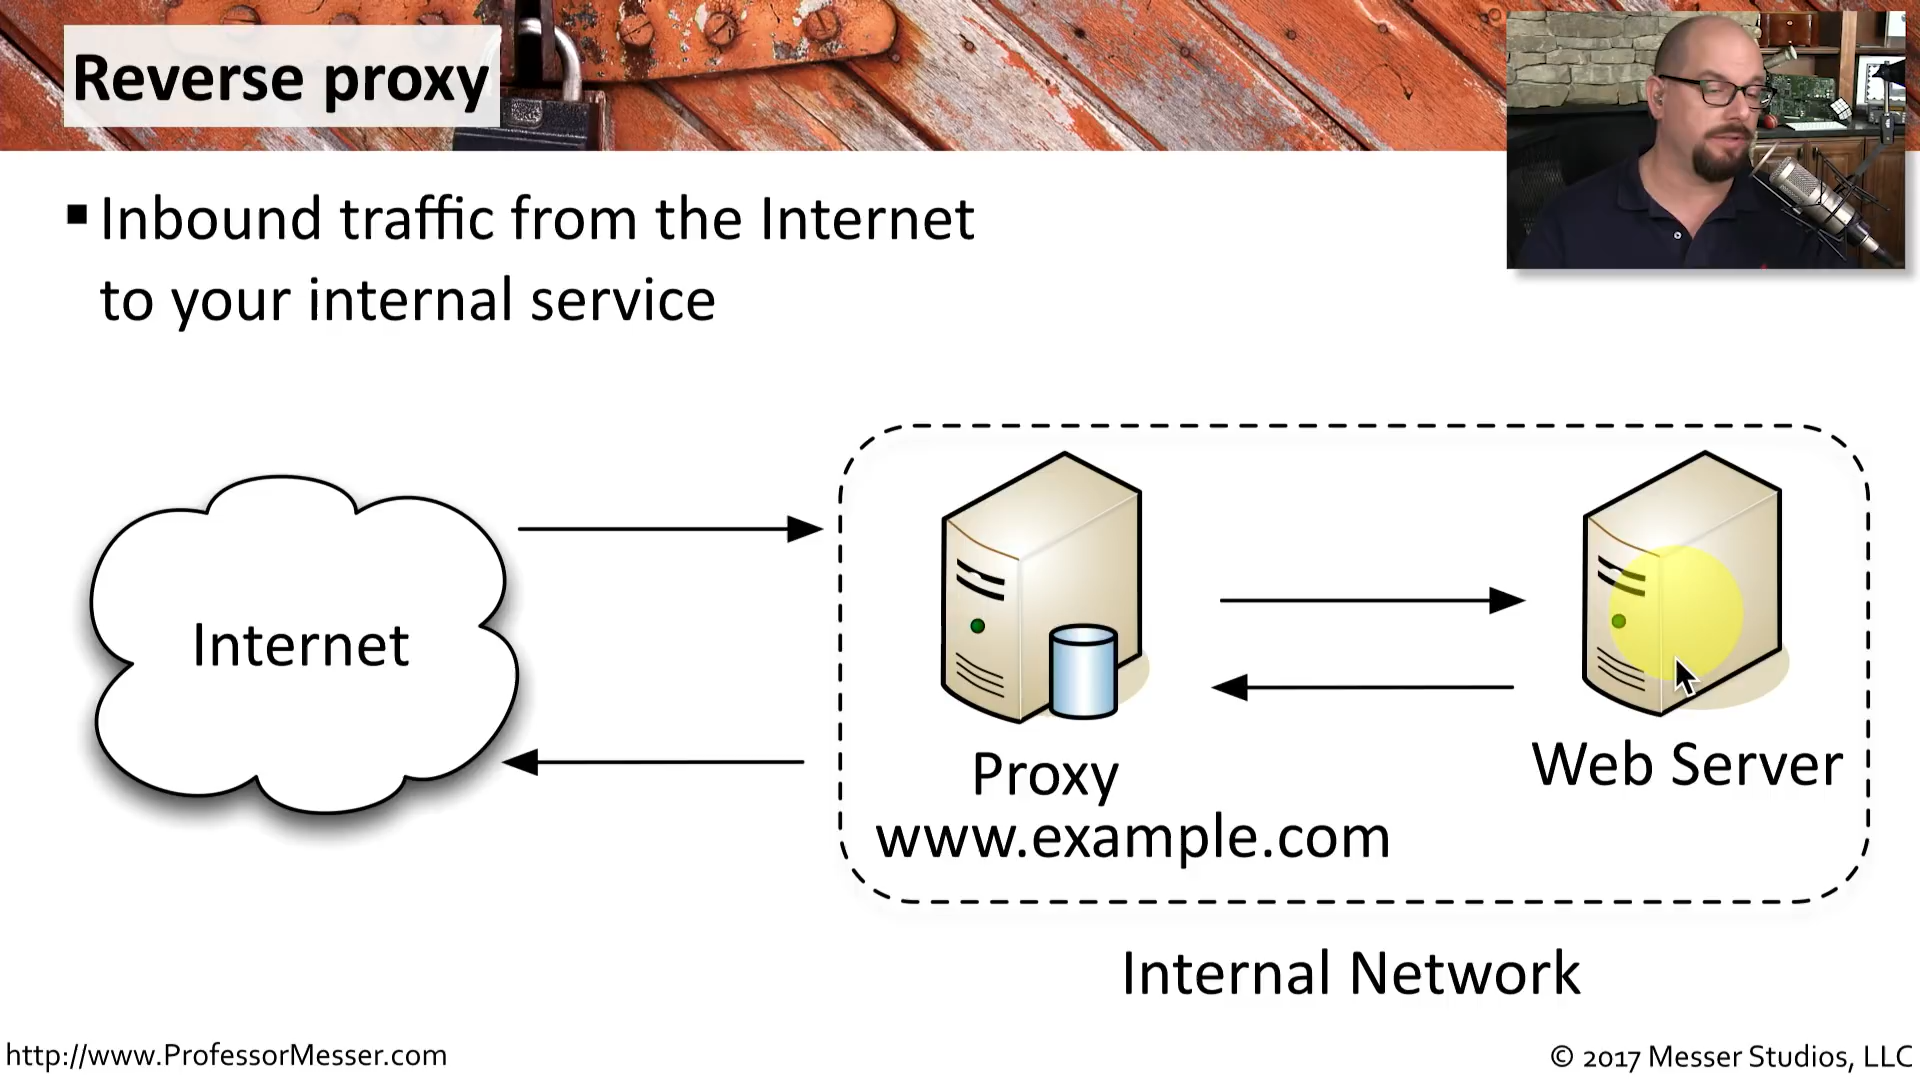 Reverse proxy
▪ Inbound traffic from the Internet
to your internal service
Internet
Proxy
www.example.com
Web Server
Internal Network
http://www.ProfessorMesser.com
© 2017 Messer Studios, LLC